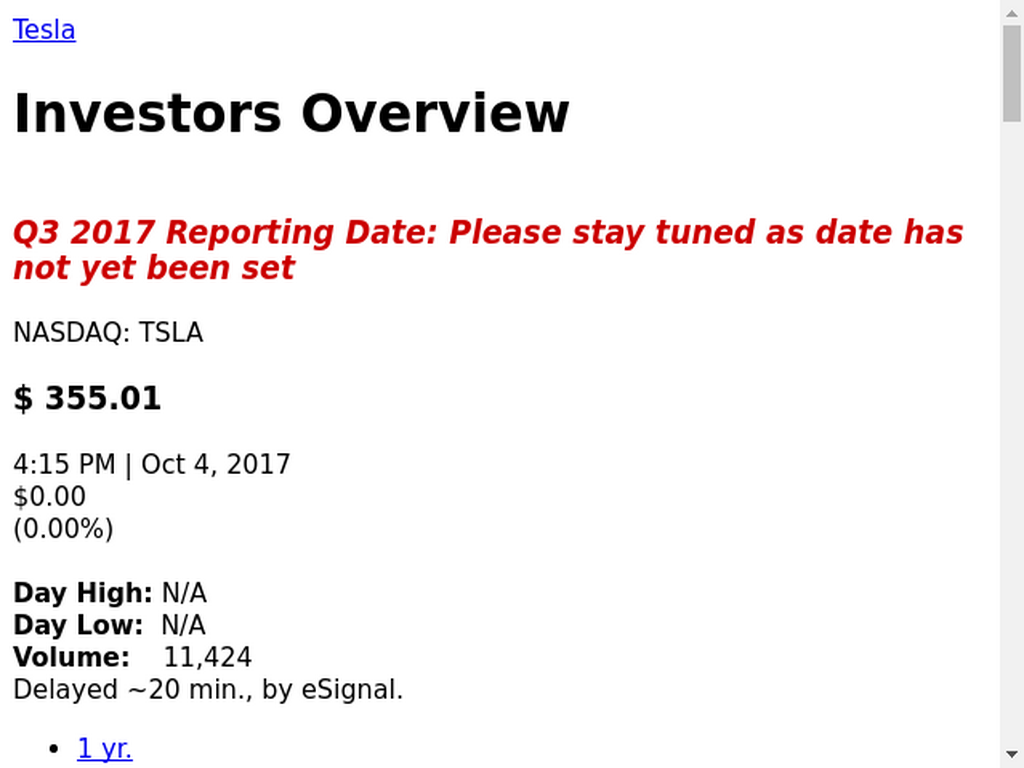 Tesla
Investors Overview
Q3 2017 Reporting Date: Please stay tuned as date has
not yet been set
NASDAQ: TSLA
$ 355.01
4:15 PM | Oct 4, 2017
$0.00
(0.00%)
Day High: N/A
Day Low: N/A
Volume: 11,424
Delayed ~20 min., by eSignal.
• 1 yr.